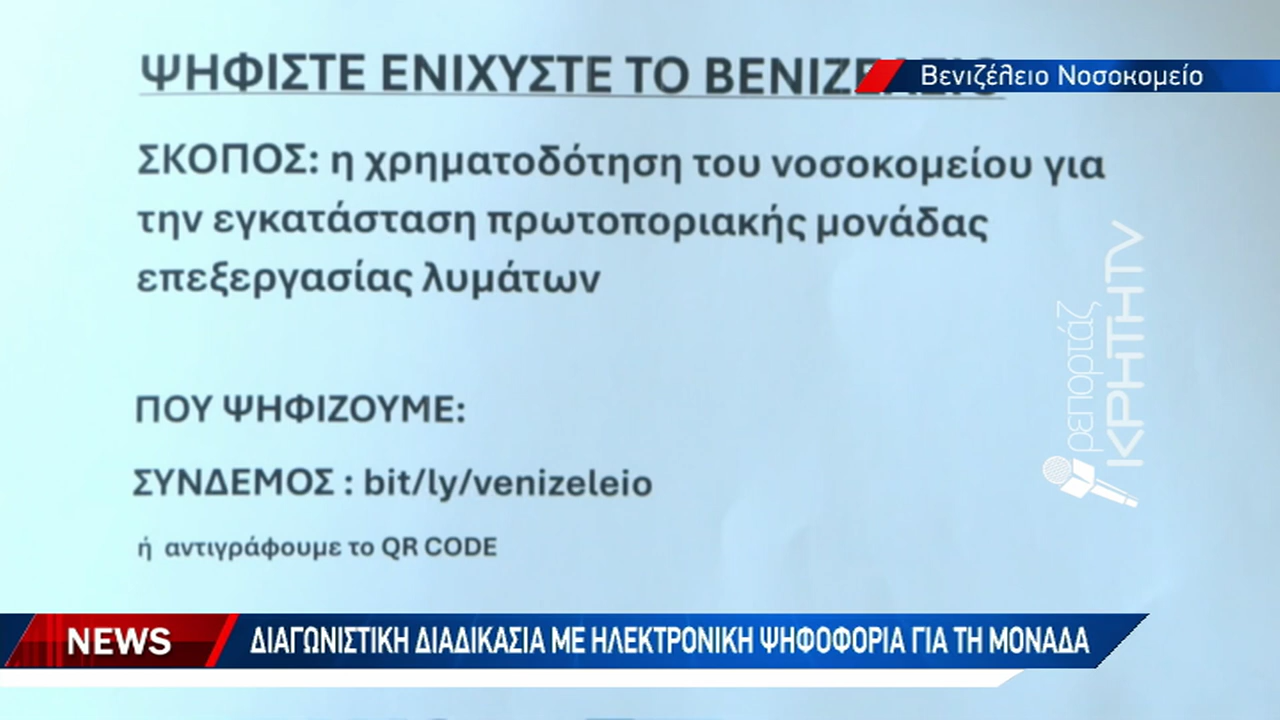 ΨΗΦΙΣΤΕ ΕΝΙΧΥΣΤΕ ΤΟ ΒΕΝΙΖΕΛΕΙΟ
Βενιζέλειο Νοσοκομείο
ΣΚΟΠΟΣ: η χρηματοδότηση του νοσοκομείου για
την εγκατάσταση πρωτοποριακής μονάδας
επεξεργασίας λυμάτων
ρεπορτάζ
ΚΡΗΤΗTV
ΠΟΥ ΨΗΦΙΖΟΥΜΕ:
ΣΥΝΔΕΜΟΣ : bit/ly/venizeleio
ή αντιγράφουμε το QR CODE
NEWS
ΔΙΑΓΩΝΙΣΤΙΚΗ ΔΙΑΔΙΚΑΣΙΑ ΜΕ ΗΛΕΚΤΡΟΝΙΚΗ ΨΗΦΟΦΟΡΙΑ ΓΙΑ ΤΗ ΜΟΝΑΔΑ